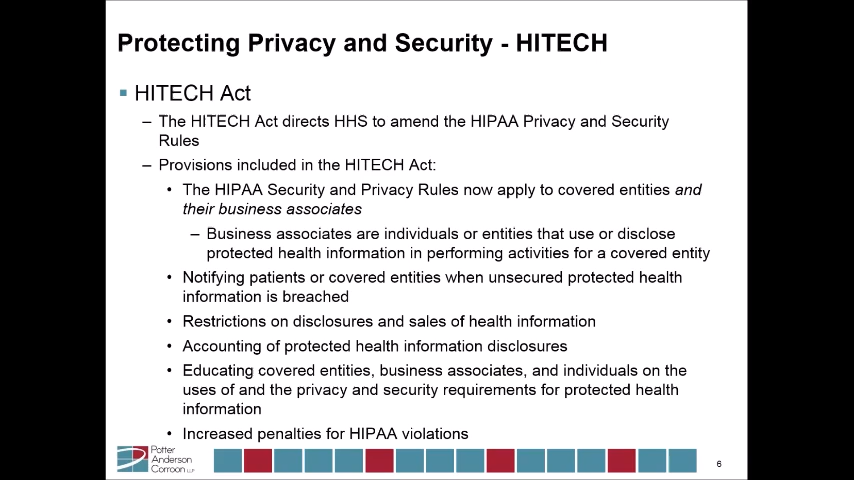 Protecting Privacy and Security - HITECH
HITECH Act
– The HITECH Act directs HHS to amend the HIPAA Privacy and Security
Rules
– Provisions included in the HITECH Act:
• The HIPAA Security and Privacy Rules now apply to covered entities and
their business associates
– Business associates are individuals or entities that use or disclose
protected health information in performing activities for a covered entity
• Notifying patients or covered entities when unsecured protected health
information is breached
• Restrictions on disclosures and sales of health information
• Accounting of protected health information disclosures
• Educating covered entities, business associates, and individuals on the
uses of and the privacy and security requirements for protected health
information
• Increased penalties for HIPAA violations
Potter
Anderson
Corroon LLP
6